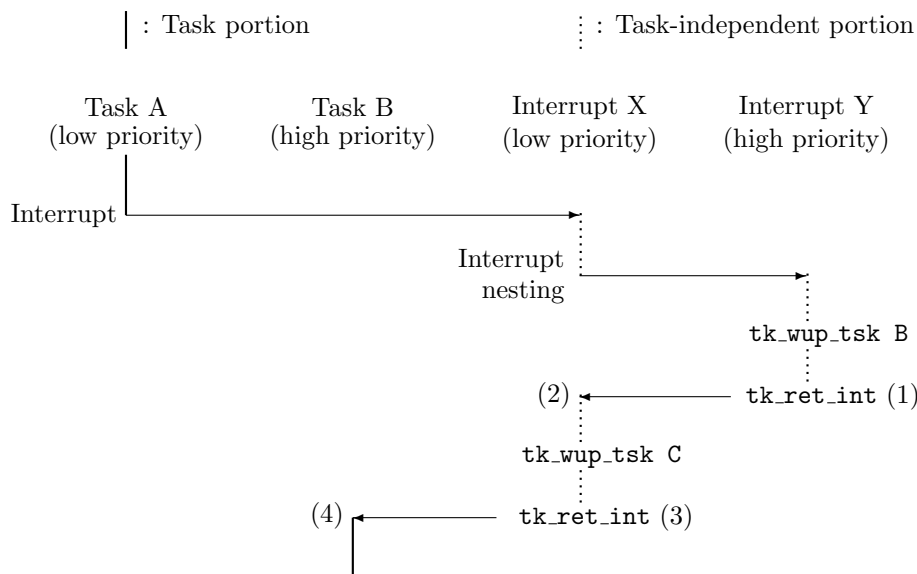 : Task portion
: Task-independent portion
Task A
(low priority)
Task B
(high priority)
Interrupt X
(low priority)
Interrupt Y
(high priority)
Interrupt
Interrupt
nesting
tk_wup_tsk B
(2)
tk_ret_int (1)
tk_wup_tsk C
(4)
tk_ret_int (3)